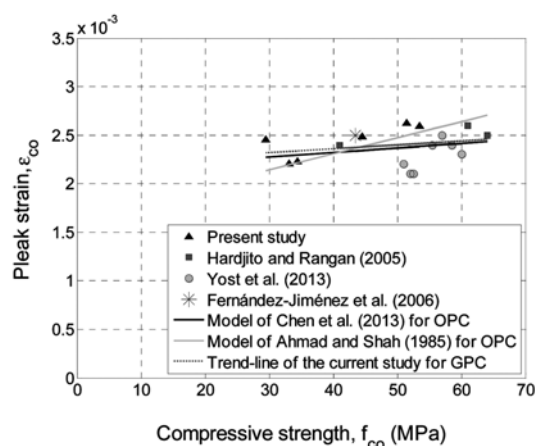 x 10⁻³
3.5
3
2.5
2
1.5
1
0.5
0
0 10 20 30 40 50 60 70
Pleak strain, εco
Compressive strength, fco (MPa)
Present study
Hardjito and Rangan (2005)
Yost et al. (2013)
Fernández-Jiménez et al. (2006)
Model of Chen et al. (2013) for OPC
Model of Ahmad and Shah (1985) for OPC
Trend-line of the current study for GPC